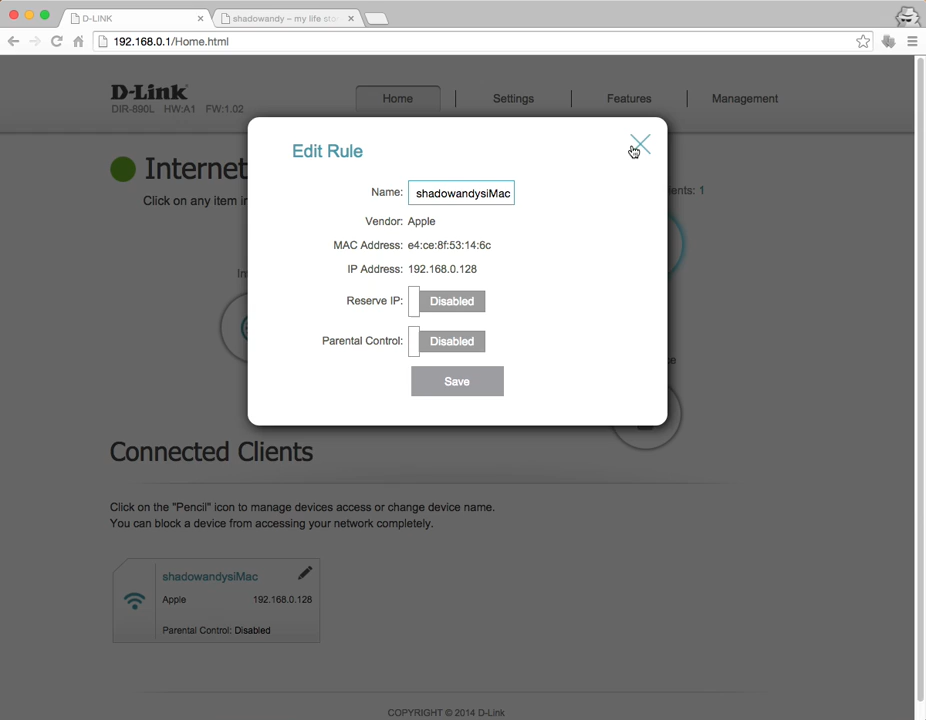 D-LINK
shadowandy – my life sto
192.168.0.1/Home.html
D-Link
DIR-890L HW:A1 FW:1.02
Home
Settings
Features
Management
Internet
Click on any item in
ients: 1
In
ce
Edit Rule
Name: shadowandysiMac
Vendor: Apple
MAC Address: e4:ce:8f:53:14:6c
IP Address: 192.168.0.128
Reserve IP: Disabled
Parental Control: Disabled
Save
Connected Clients
Click on the "Pencil" icon to manage devices access or change device name.
You can block a device from accessing your network completely.
shadowandysiMac
Apple 192.168.0.128
Parental Control: Disabled
COPYRIGHT © 2014 D-Link